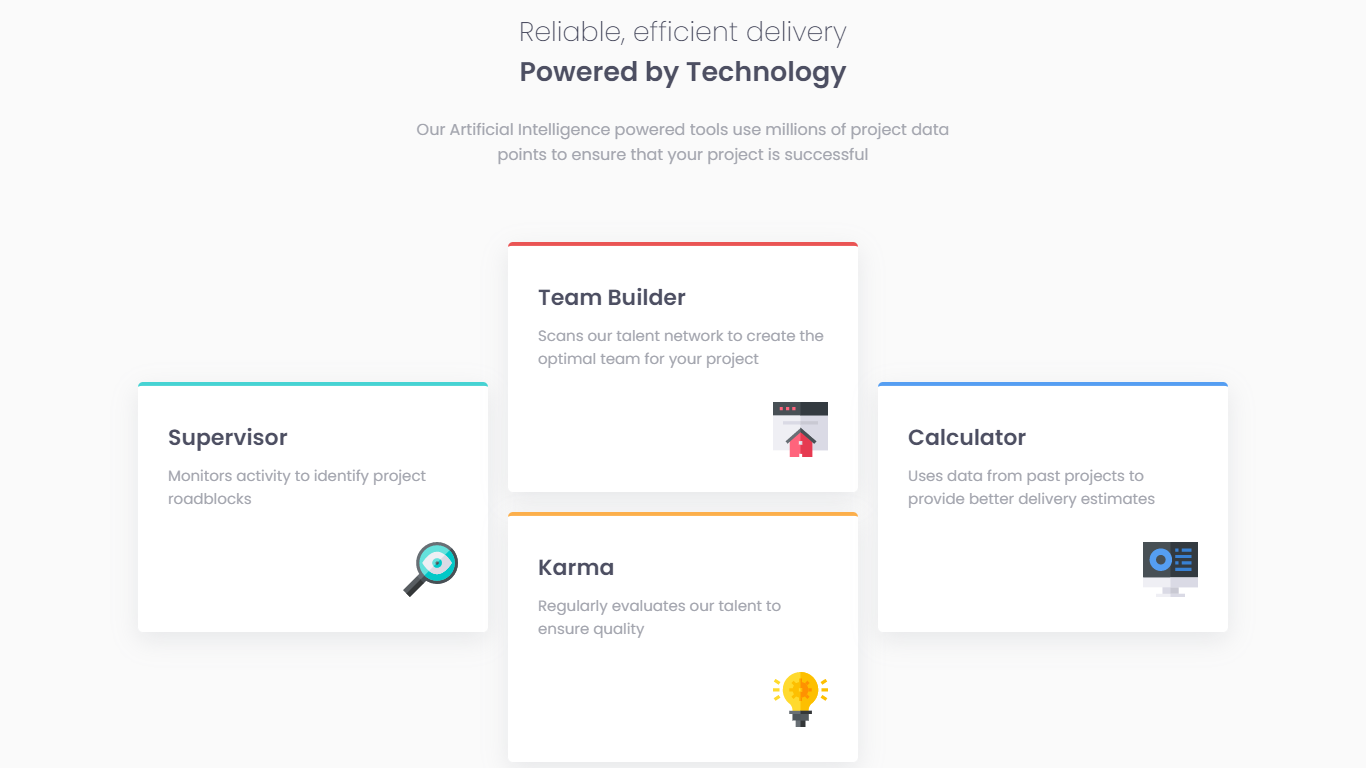 Reliable, efficient delivery
Powered by Technology
Our Artificial Intelligence powered tools use millions of project data
points to ensure that your project is successful
Supervisor
Monitors activity to identify project
roadblocks
Team Builder
Scans our talent network to create the
optimal team for your project
Karma
Regularly evaluates our talent to
ensure quality
Calculator
Uses data from past projects to
provide better delivery estimates